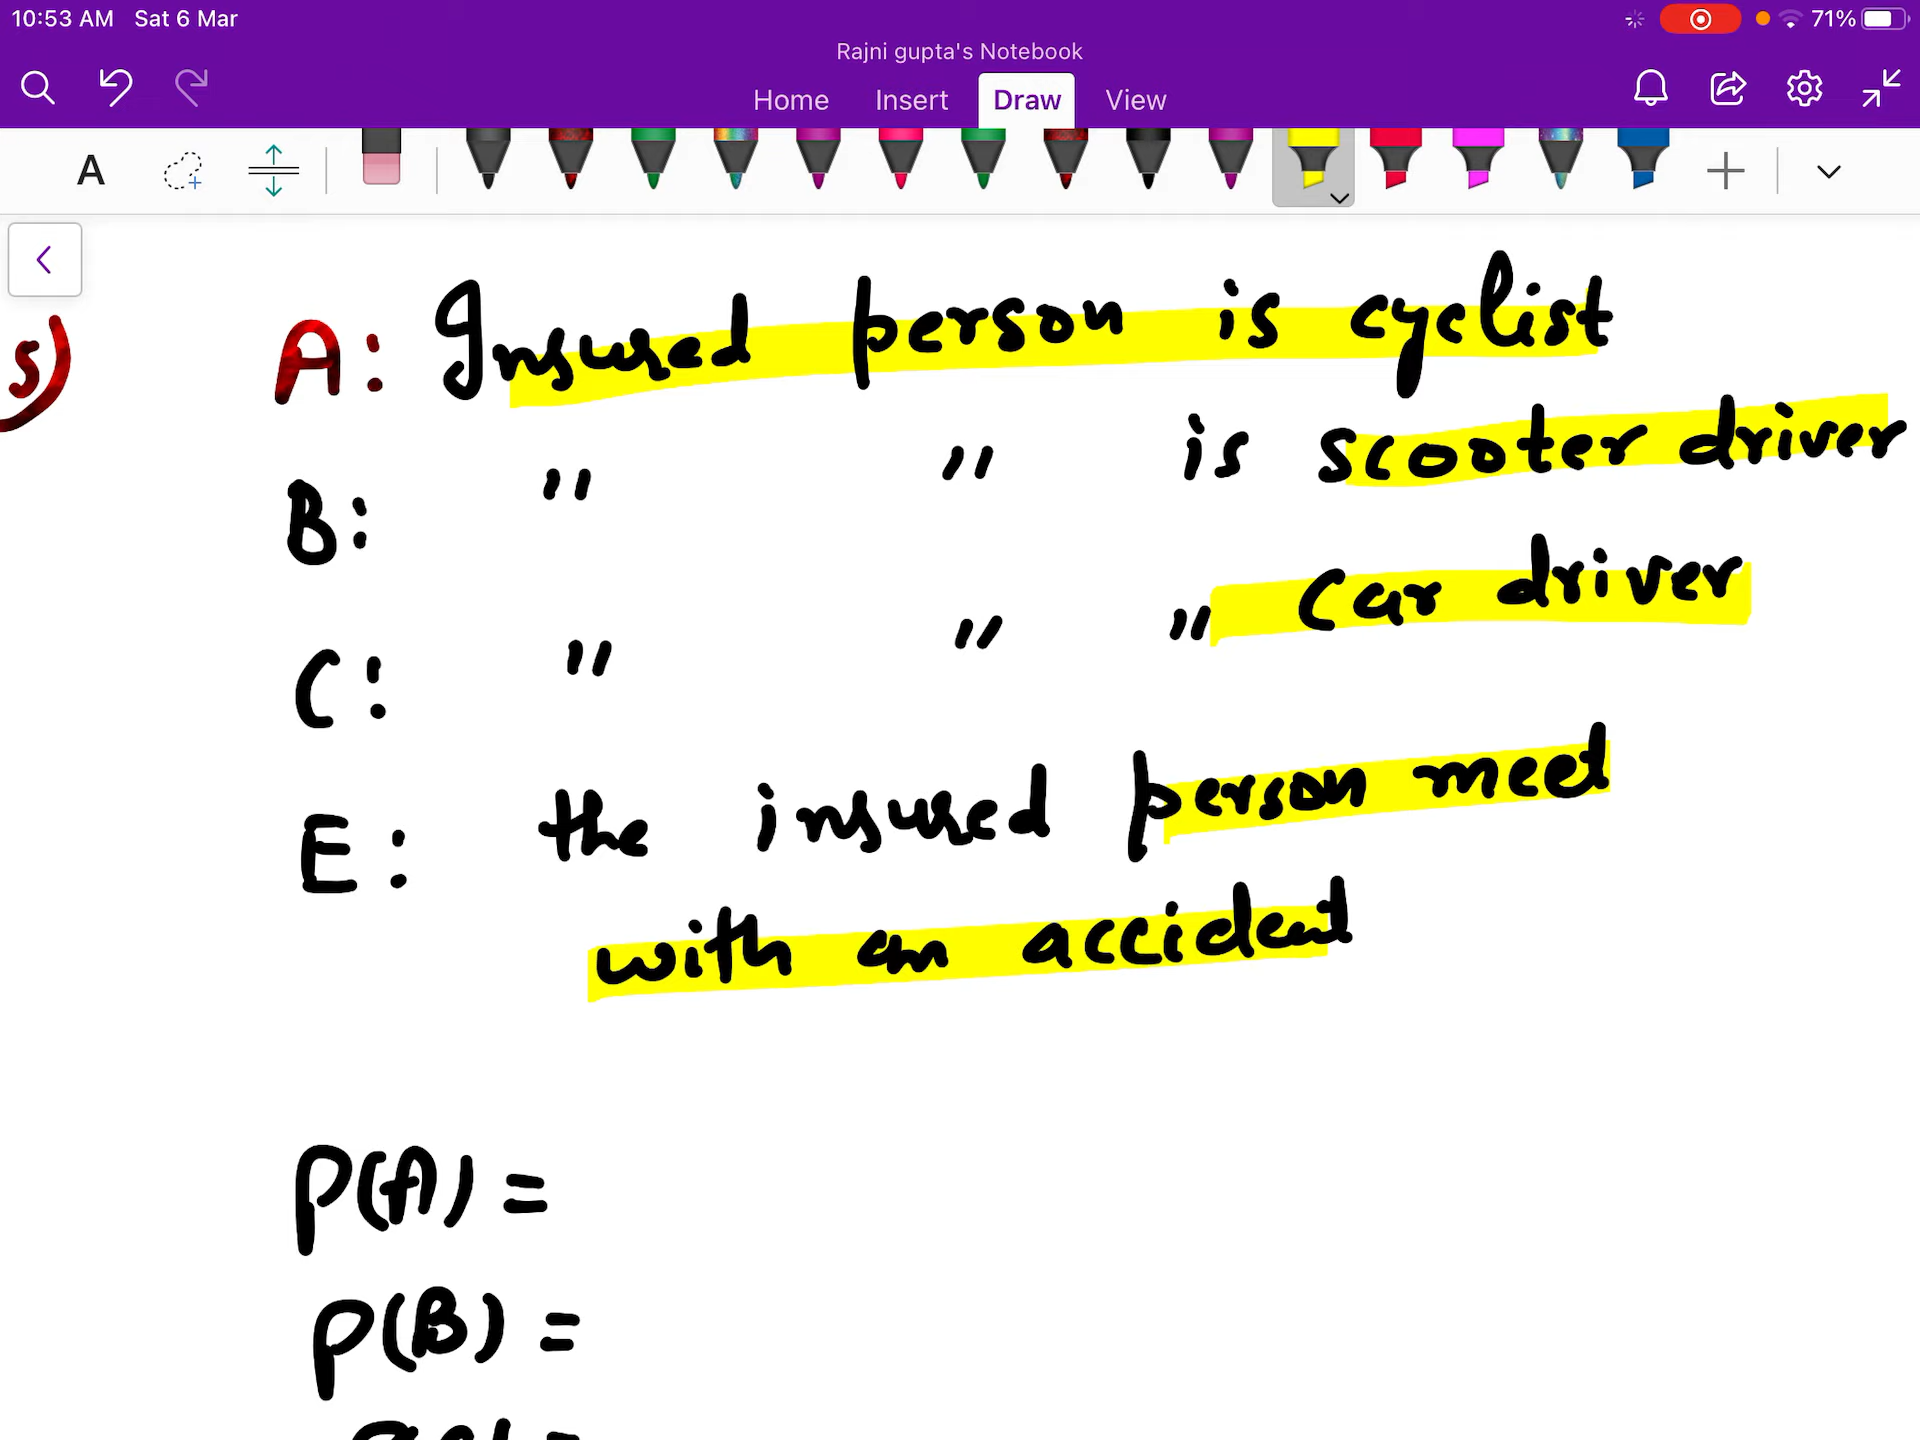 10:53 AM Sat 6 Mar 71%
Rajni gupta's Notebook
Home Insert Draw View
A
5) A: Insured person is cyclist
B: " " is scooter driver
C: " " " Car driver
E: the insured person meet
with an accident
P(A) =
P(B) =